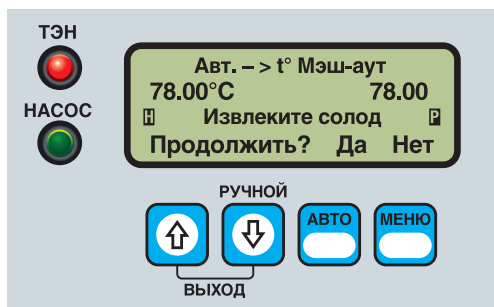 ТЭН
НАСОС
Авт. – > t° Мэш-аут
78.00°C 78.00
H Извлеките солод P
Продолжить? Да Нет
РУЧНОЙ
АВТО МЕНЮ
ВЫХОД